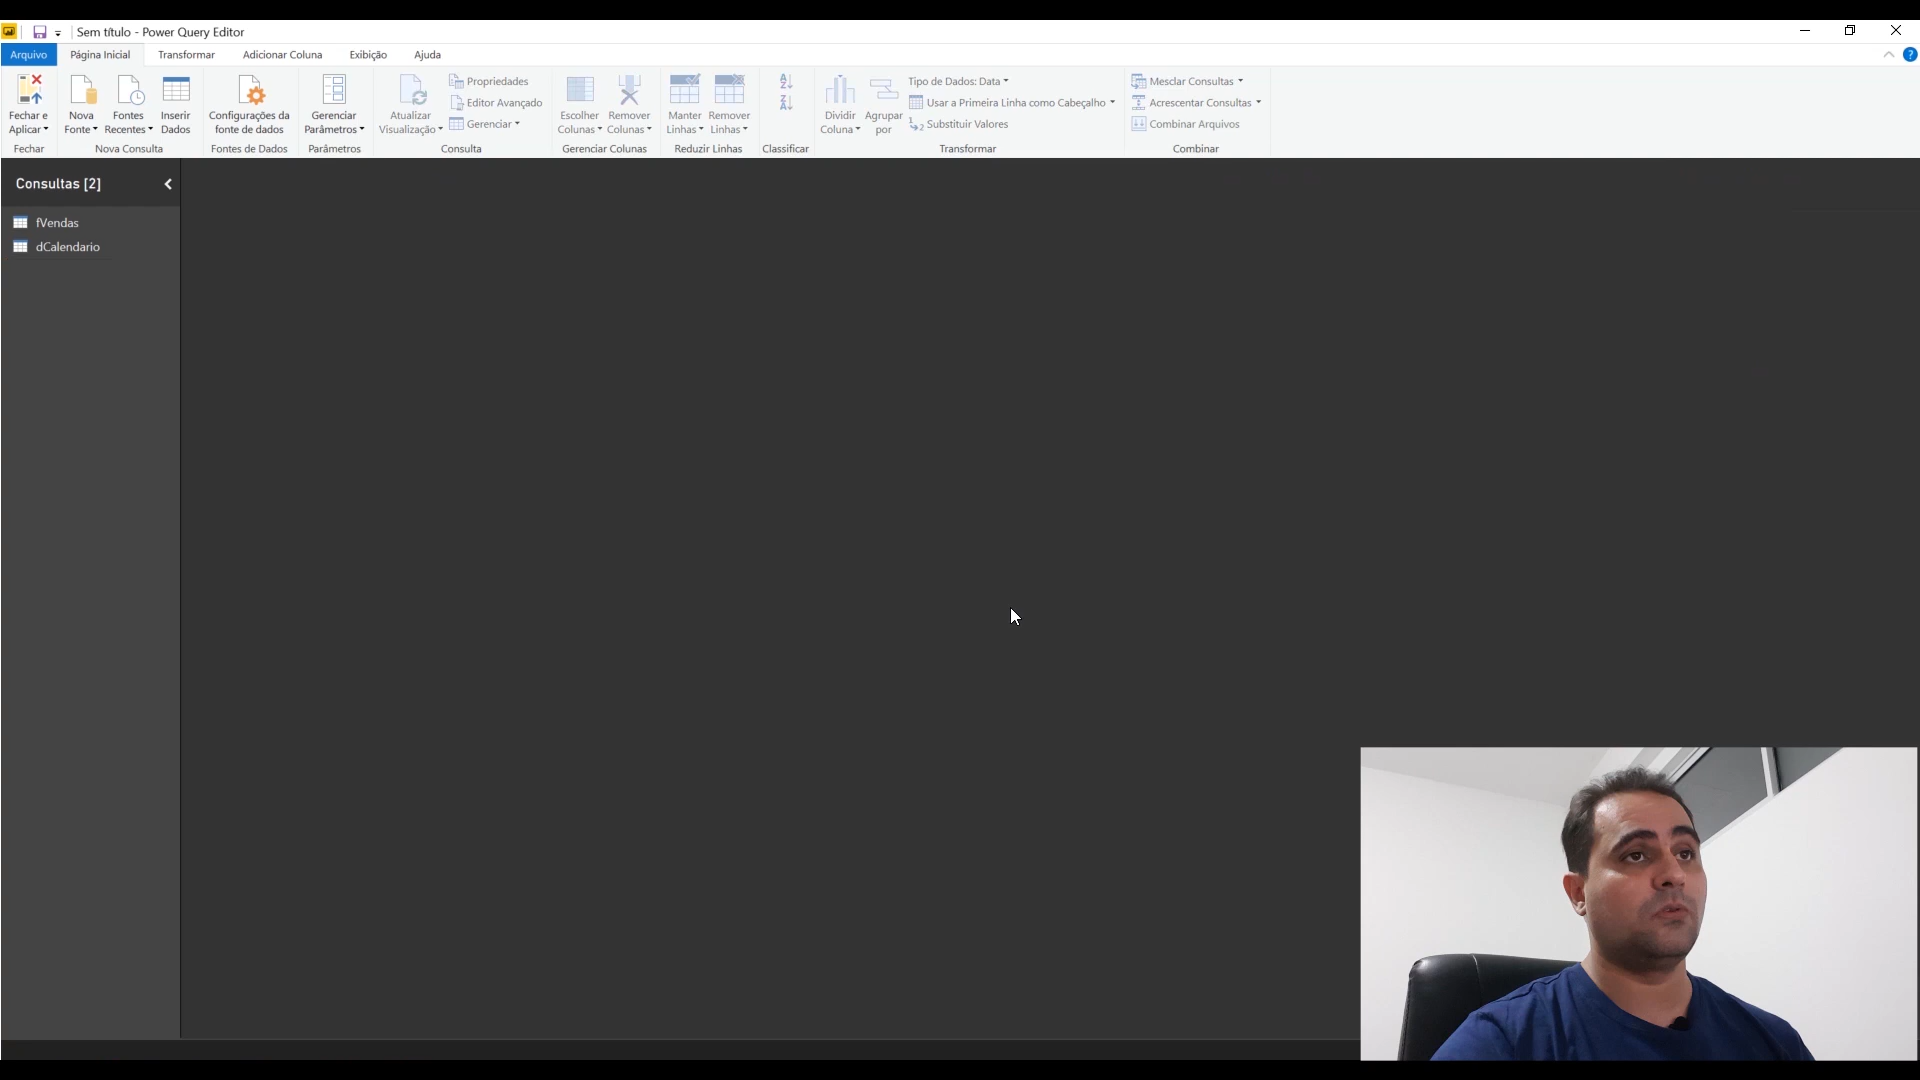 Sem título - Power Query Editor
Arquivo Página Inicial Transformar Adicionar Coluna Exibição Ajuda
Fechar e Aplicar
Fechar
Nova Fonte
Fontes Recentes
Inserir Dados
Nova Consulta
Configurações da fonte de dados
Fontes de Dados
Gerenciar Parâmetros
Parâmetros
Atualizar Visualização
Propriedades
Editor Avançado
Gerenciar
Consulta
Escolher Colunas
Remover Colunas
Gerenciar Colunas
Manter Linhas
Remover Linhas
Reduzir Linhas
Classificar
Dividir Coluna
Agrupar por
Tipo de Dados: Data
Usar a Primeira Linha como Cabeçalho
Substituir Valores
Transformar
Mesclar Consultas
Acrescentar Consultas
Combinar Arquivos
Combinar
Consultas [2]
fVendas
dCalendario